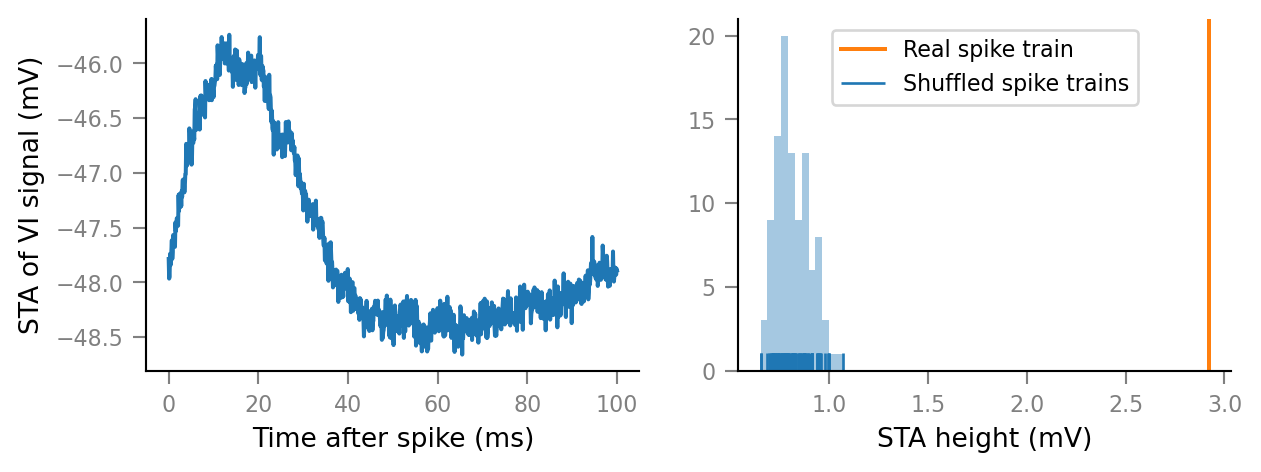 STA of VI signal (mV)
−46.0
−46.5
−47.0
−47.5
−48.0
−48.5
0 20 40 60 80 100
Time after spike (ms)
Real spike train
Shuffled spike trains
20
15
10
5
0
1.0 1.5 2.0 2.5 3.0
STA height (mV)